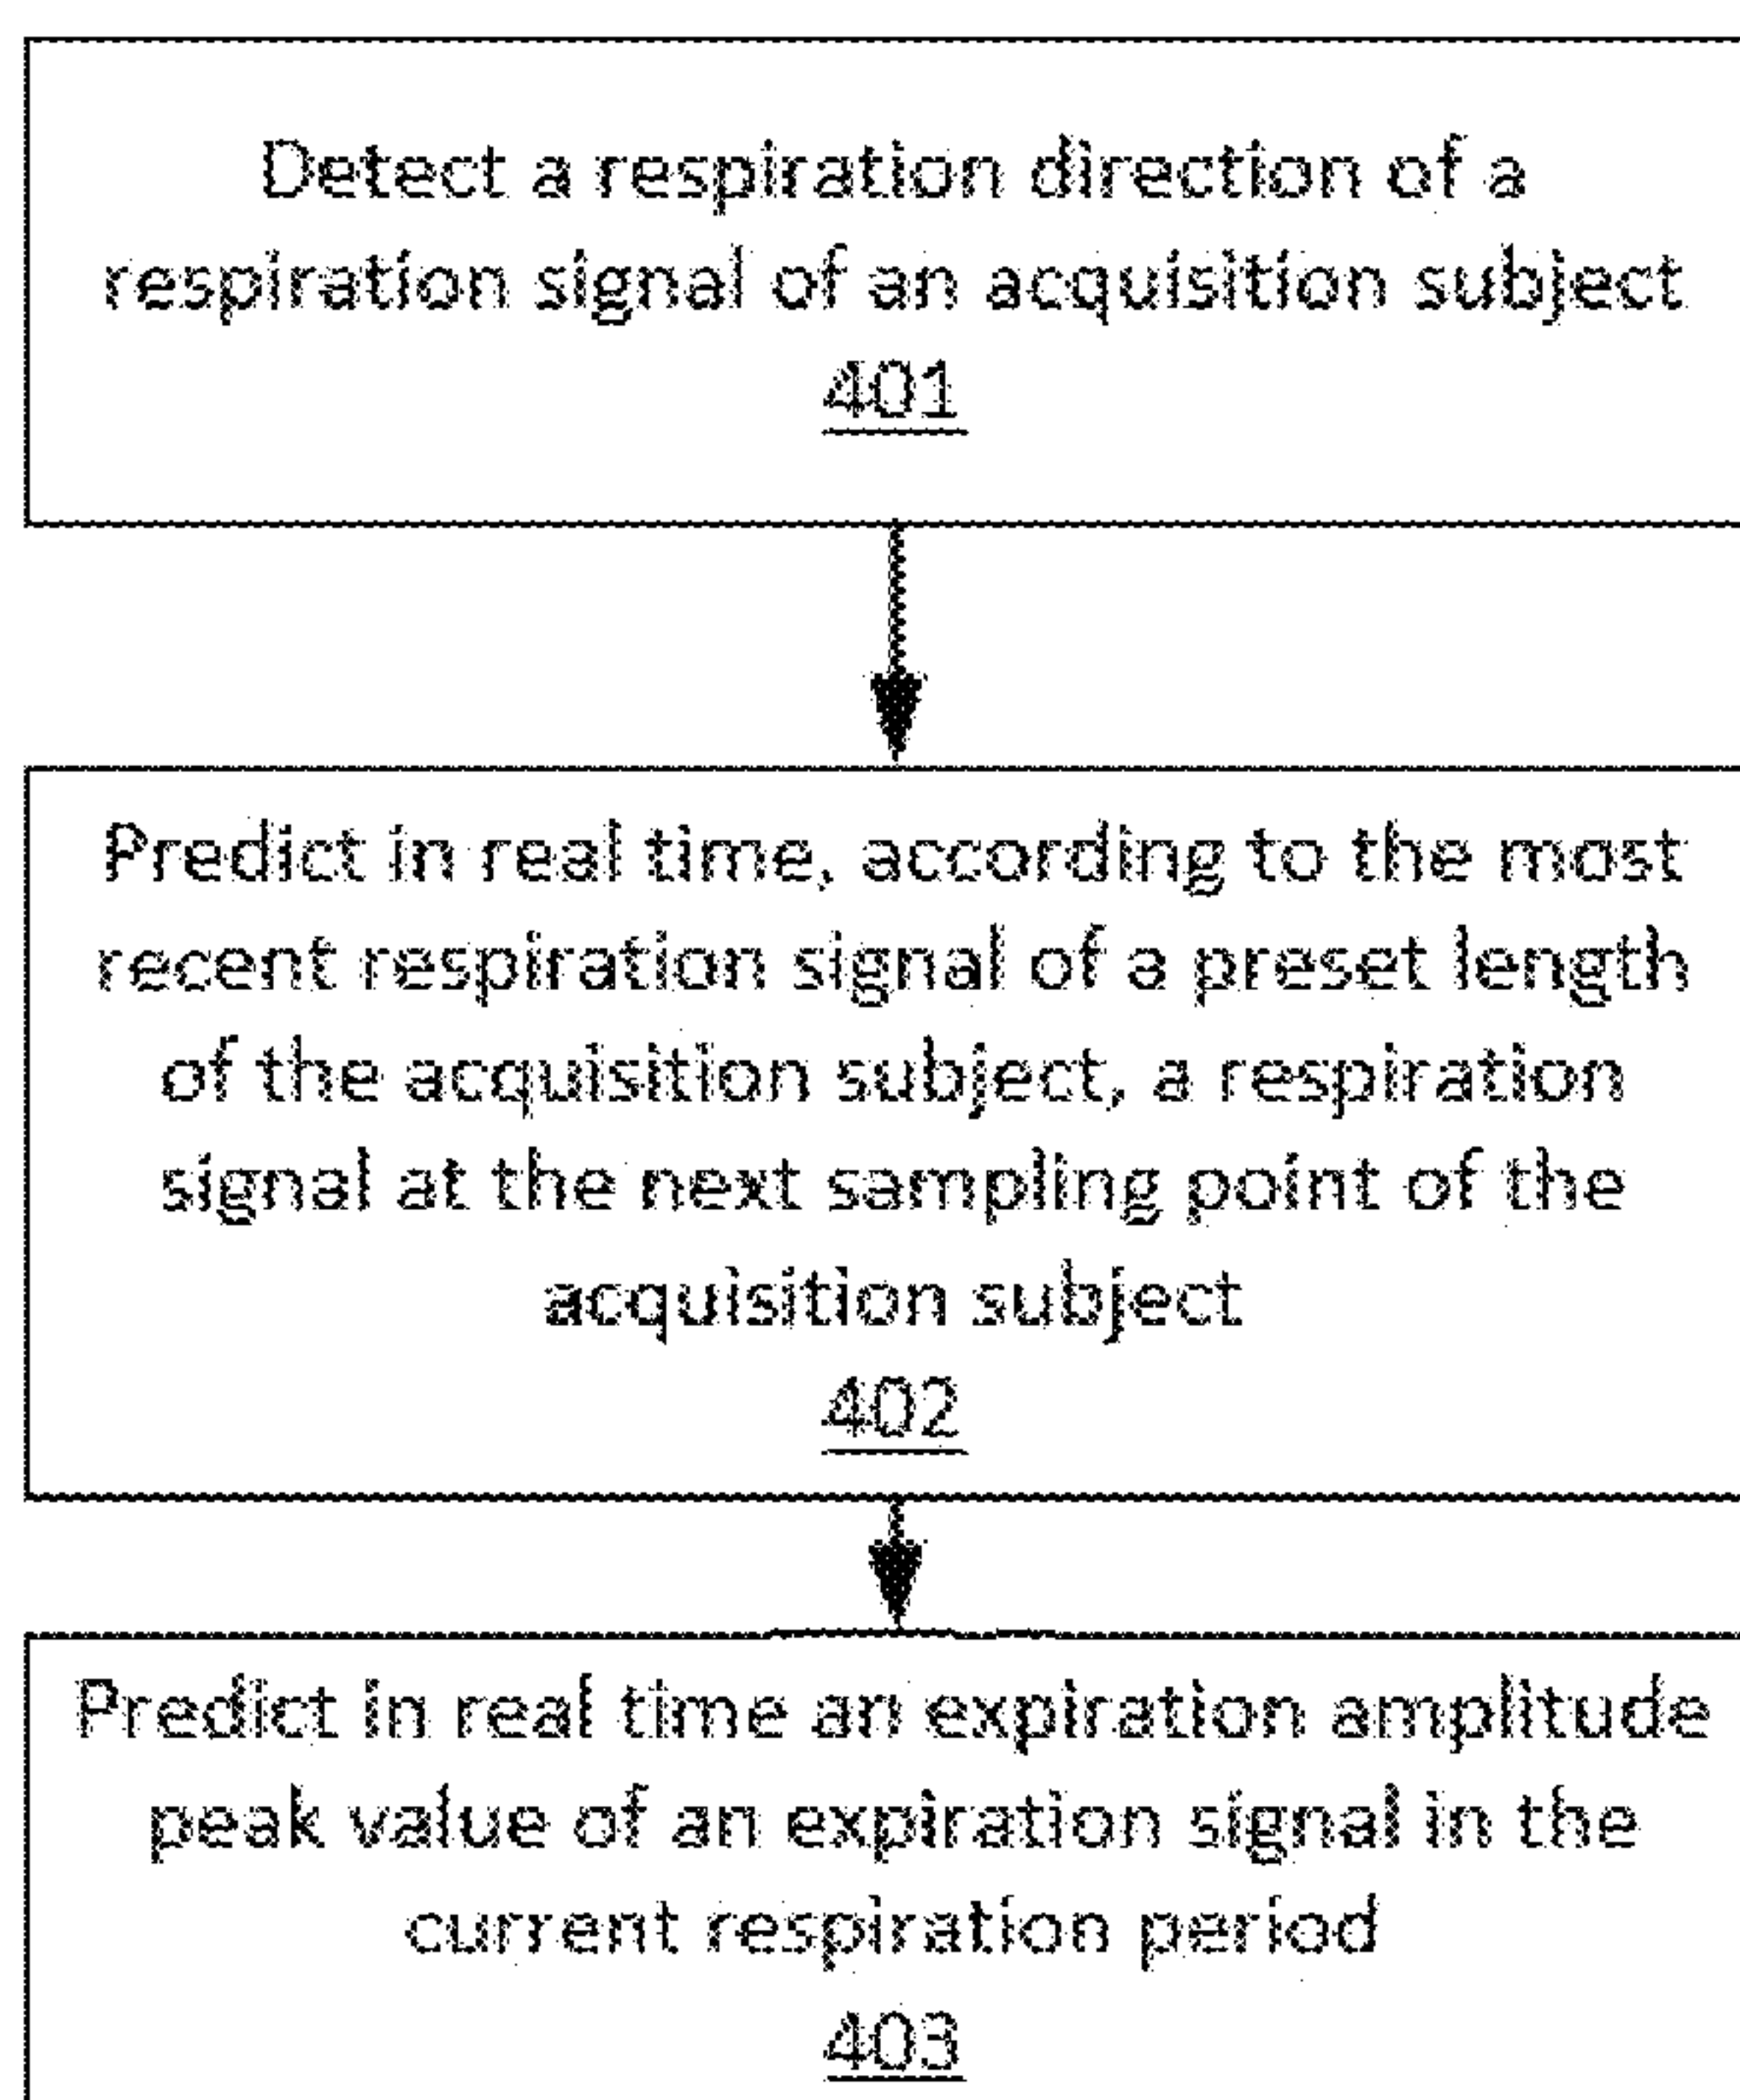 Detect a respiration direction of a
respiration signal of an acquisition subject
401
Predict in real time, according to the most
recent respiration signal of a preset length
of the acquisition subject, a respiration
signal at the next sampling point of the
acquisition subject
402
Predict in real time an expiration amplitude
peak value of an expiration signal in the
current respiration period
403